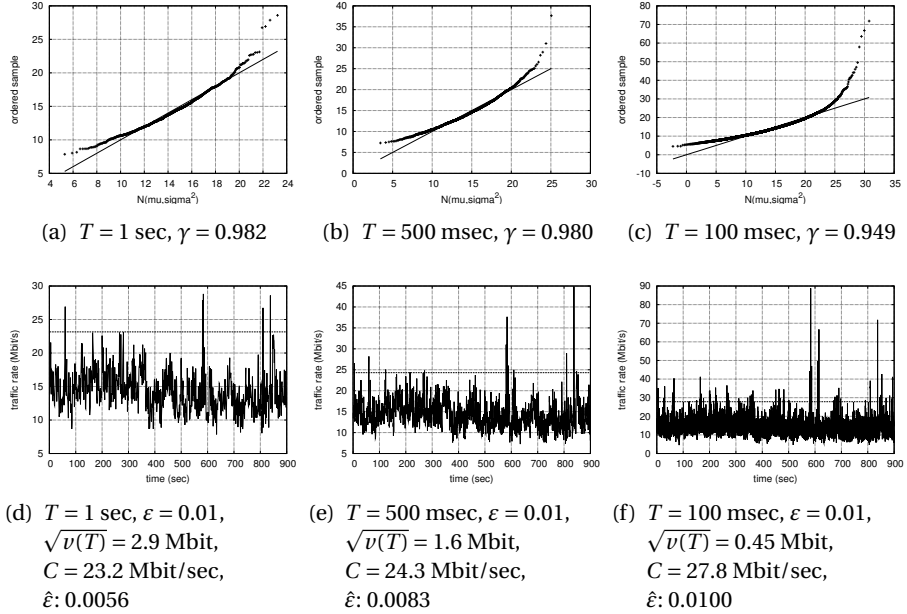 30
25
20
15
10
5
4 6 8 10 12 14 16 18 20 22 24
ordered sample
N(mu,sigma^2)
(a) T = 1 sec, γ = 0.982
40
35
30
25
20
15
10
5
0
0 5 10 15 20 25 30
ordered sample
N(mu,sigma^2)
(b) T = 500 msec, γ = 0.980
80
70
60
50
40
30
20
10
0
-10
-5 0 5 10 15 20 25 30 35
ordered sample
N(mu,sigma^2)
(c) T = 100 msec, γ = 0.949
30
25
20
15
10
5
0 100 200 300 400 500 600 700 800 900
traffic rate (Mbit/s)
time (sec)
(d) T = 1 sec, ε = 0.01,
√v(T) = 2.9 Mbit,
C = 23.2 Mbit/sec,
ε̂: 0.0056
45
40
35
30
25
20
15
10
5
0 100 200 300 400 500 600 700 800 900
traffic rate (Mbit/s)
time (sec)
(e) T = 500 msec, ε = 0.01,
√v(T) = 1.6 Mbit,
C = 24.3 Mbit/sec,
ε̂: 0.0083
90
80
70
60
50
40
30
20
10
0
0 100 200 300 400 500 600 700 800 900
traffic rate (Mbit/s)
time (sec)
(f) T = 100 msec, ε = 0.01,
√v(T) = 0.45 Mbit,
C = 27.8 Mbit/sec,
ε̂: 0.0100